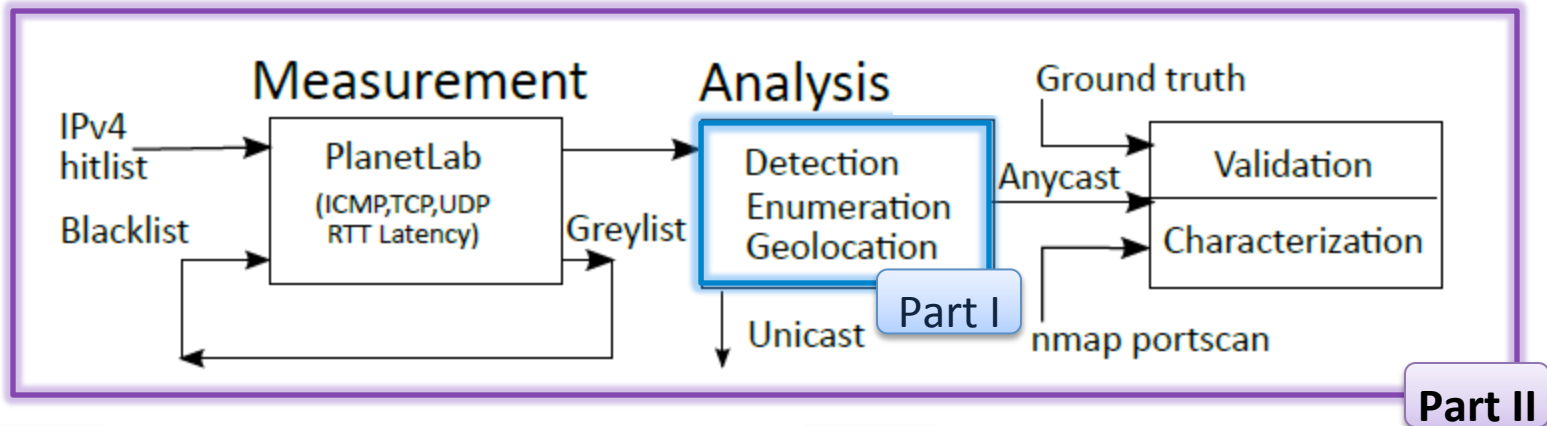 Measurement
IPv4
hitlist
Blacklist
PlanetLab
(ICMP,TCP,UDP
RTT Latency)
Greylist
Analysis
Detection
Enumeration
Geolocation
Part I
Unicast
Anycast
Ground truth
Validation
Characterization
nmap portscan
Part II